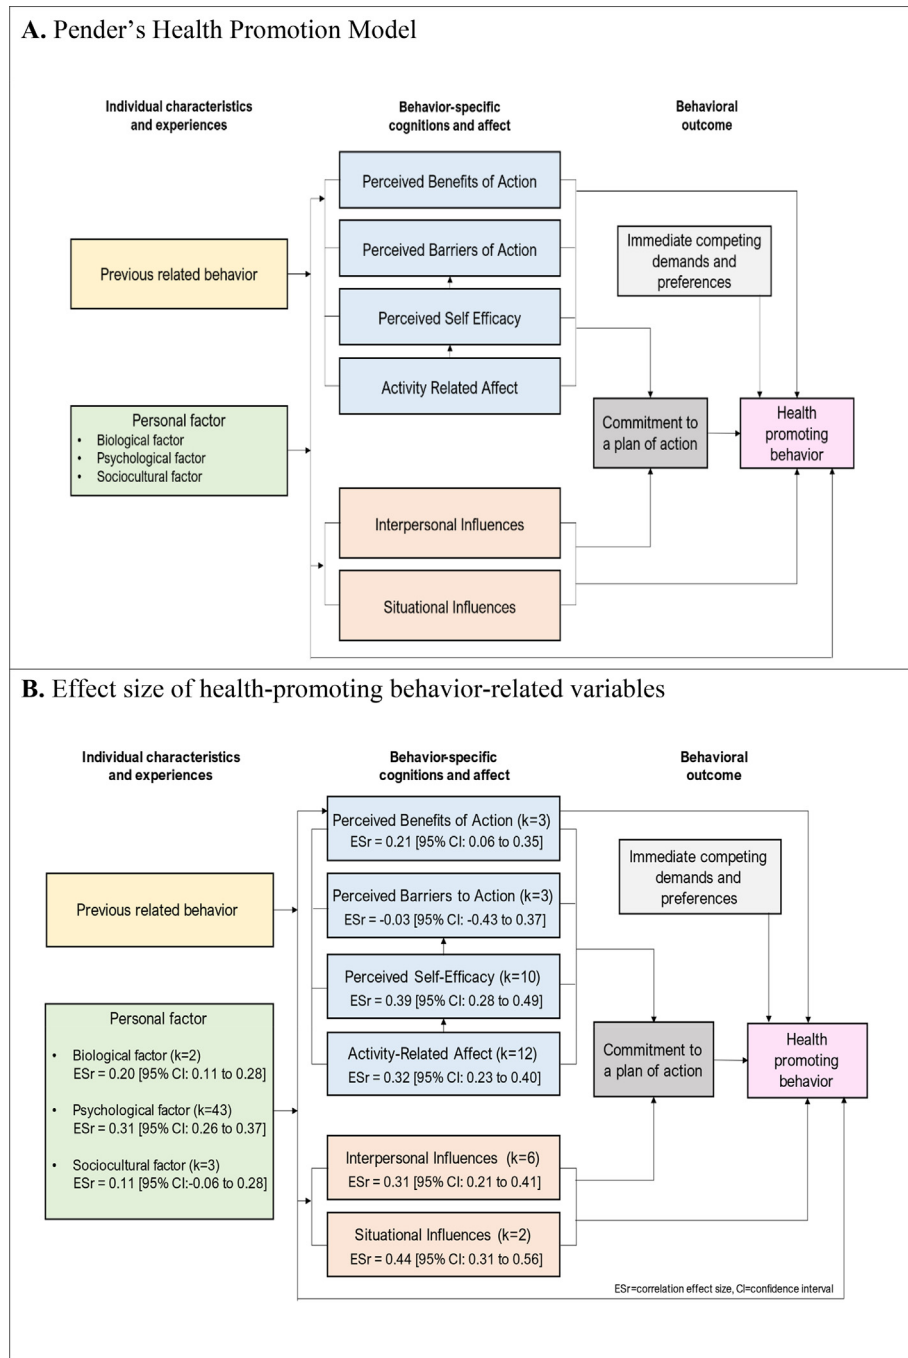 A. Pender’s Health Promotion Model
Individual characteristics
and experiences
Behavior-specific
cognitions and affect
Behavioral
outcome
Perceived Benefits of Action
Perceived Barriers of Action
Perceived Self Efficacy
Activity Related Affect
Previous related behavior
Immediate competing
demands and
preferences
Personal factor
• Biological factor
• Psychological factor
• Sociocultural factor
Commitment to
a plan of action
Health
promoting
behavior
Interpersonal Influences
Situational Influences
B. Effect size of health-promoting behavior-related variables
Individual characteristics
and experiences
Behavior-specific
cognitions and affect
Behavioral
outcome
Perceived Benefits of Action (k=3)
ESr = 0.21 [95% CI: 0.06 to 0.35]
Perceived Barriers to Action (k=3)
ESr = -0.03 [95% CI: -0.43 to 0.37]
Perceived Self-Efficacy (k=10)
ESr = 0.39 [95% CI: 0.28 to 0.49]
Activity-Related Affect (k=12)
ESr = 0.32 [95% CI: 0.23 to 0.40]
Previous related behavior
Immediate competing
demands and
preferences
Personal factor
• Biological factor (k=2)
ESr = 0.20 [95% CI: 0.11 to 0.28]
• Psychological factor (k=43)
ESr = 0.31 [95% CI: 0.26 to 0.37]
• Sociocultural factor (k=3)
ESr = 0.11 [95% CI:-0.06 to 0.28]
Commitment to
a plan of action
Health
promoting
behavior
Interpersonal Influences (k=6)
ESr = 0.31 [95% CI: 0.21 to 0.41]
Situational Influences (k=2)
ESr = 0.44 [95% CI: 0.31 to 0.56]
ESr=correlation effect size, CI=confidence interval